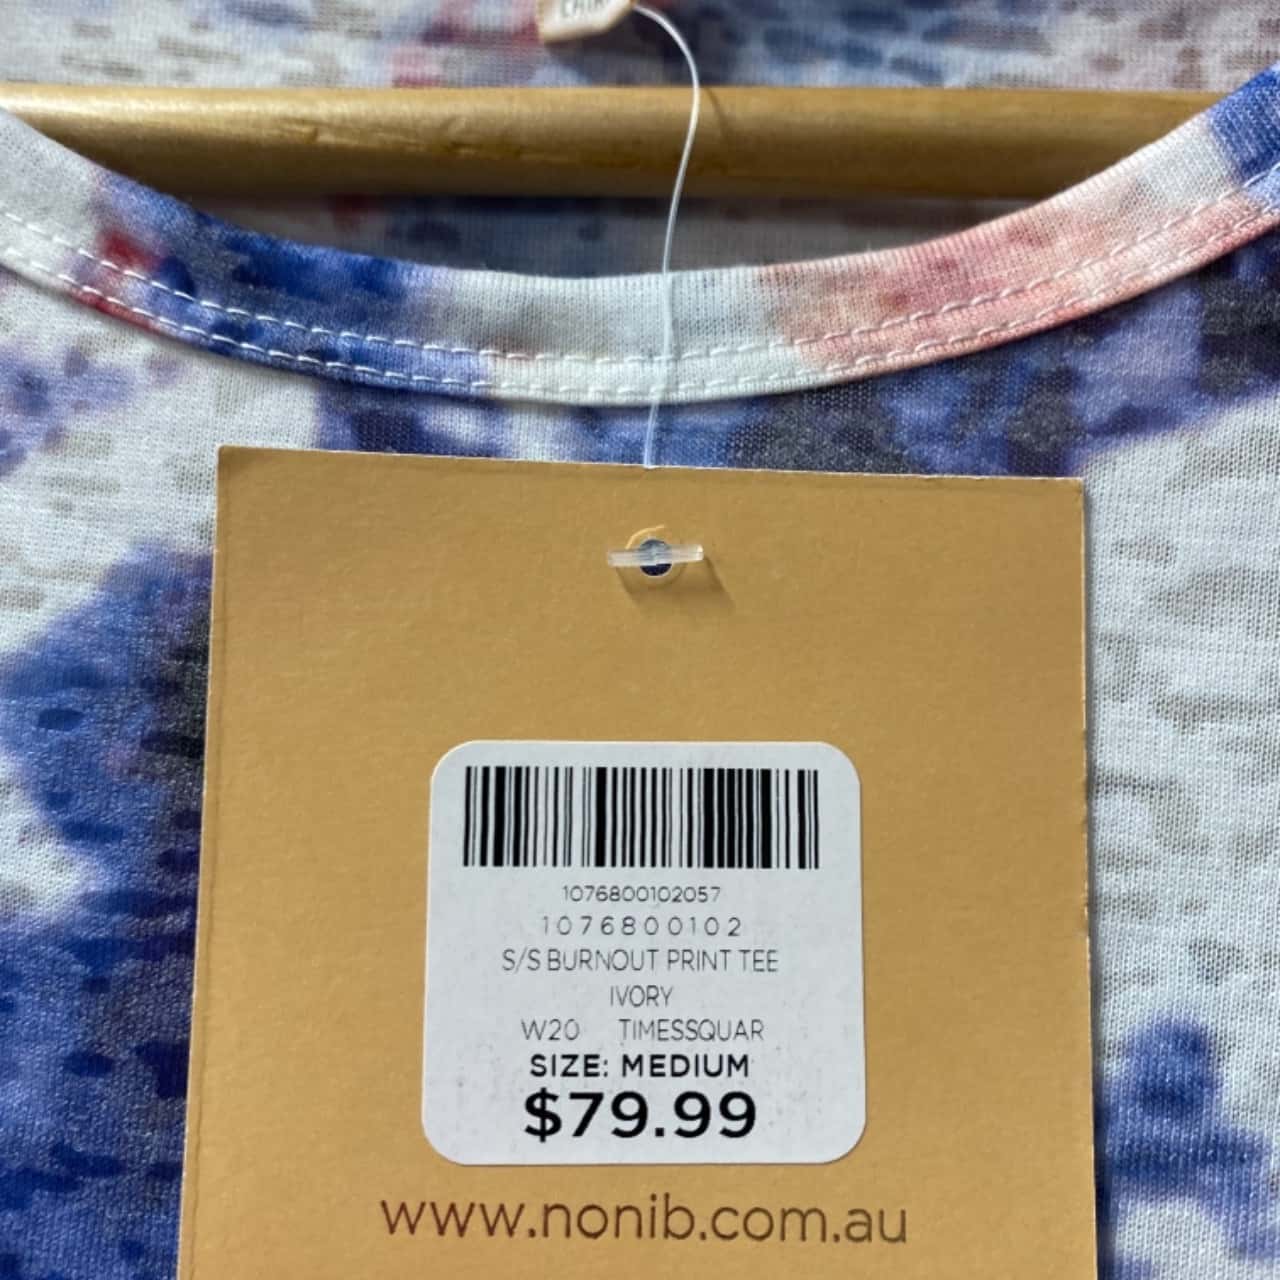 1076800102057
1076800102
S/S BURNOUT PRINT TEE
IVORY
W20 TIMESSQUAR
SIZE: MEDIUM
$79.99
www.nonib.com.au